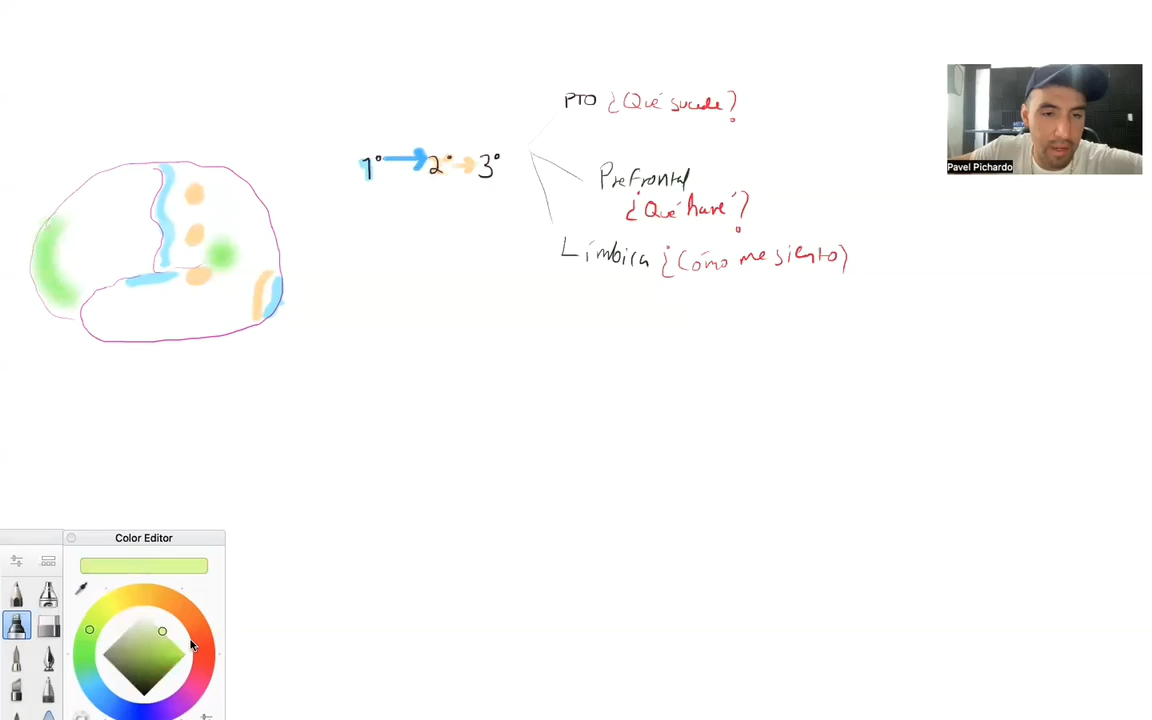 PTO ¿Qué sucede?
1° → 2° → 3°
Prefrontal
¿Qué haré?
Límbica ¿Cómo me siento)
Pavel Pichardo
Color Editor